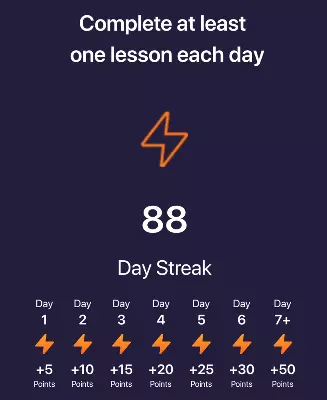 Complete at least
one lesson each day
88
Day Streak
Day Day Day Day Day Day Day
1 2 3 4 5 6 7+
+5 +10 +15 +20 +25 +30 +50
Points Points Points Points Points Points Points